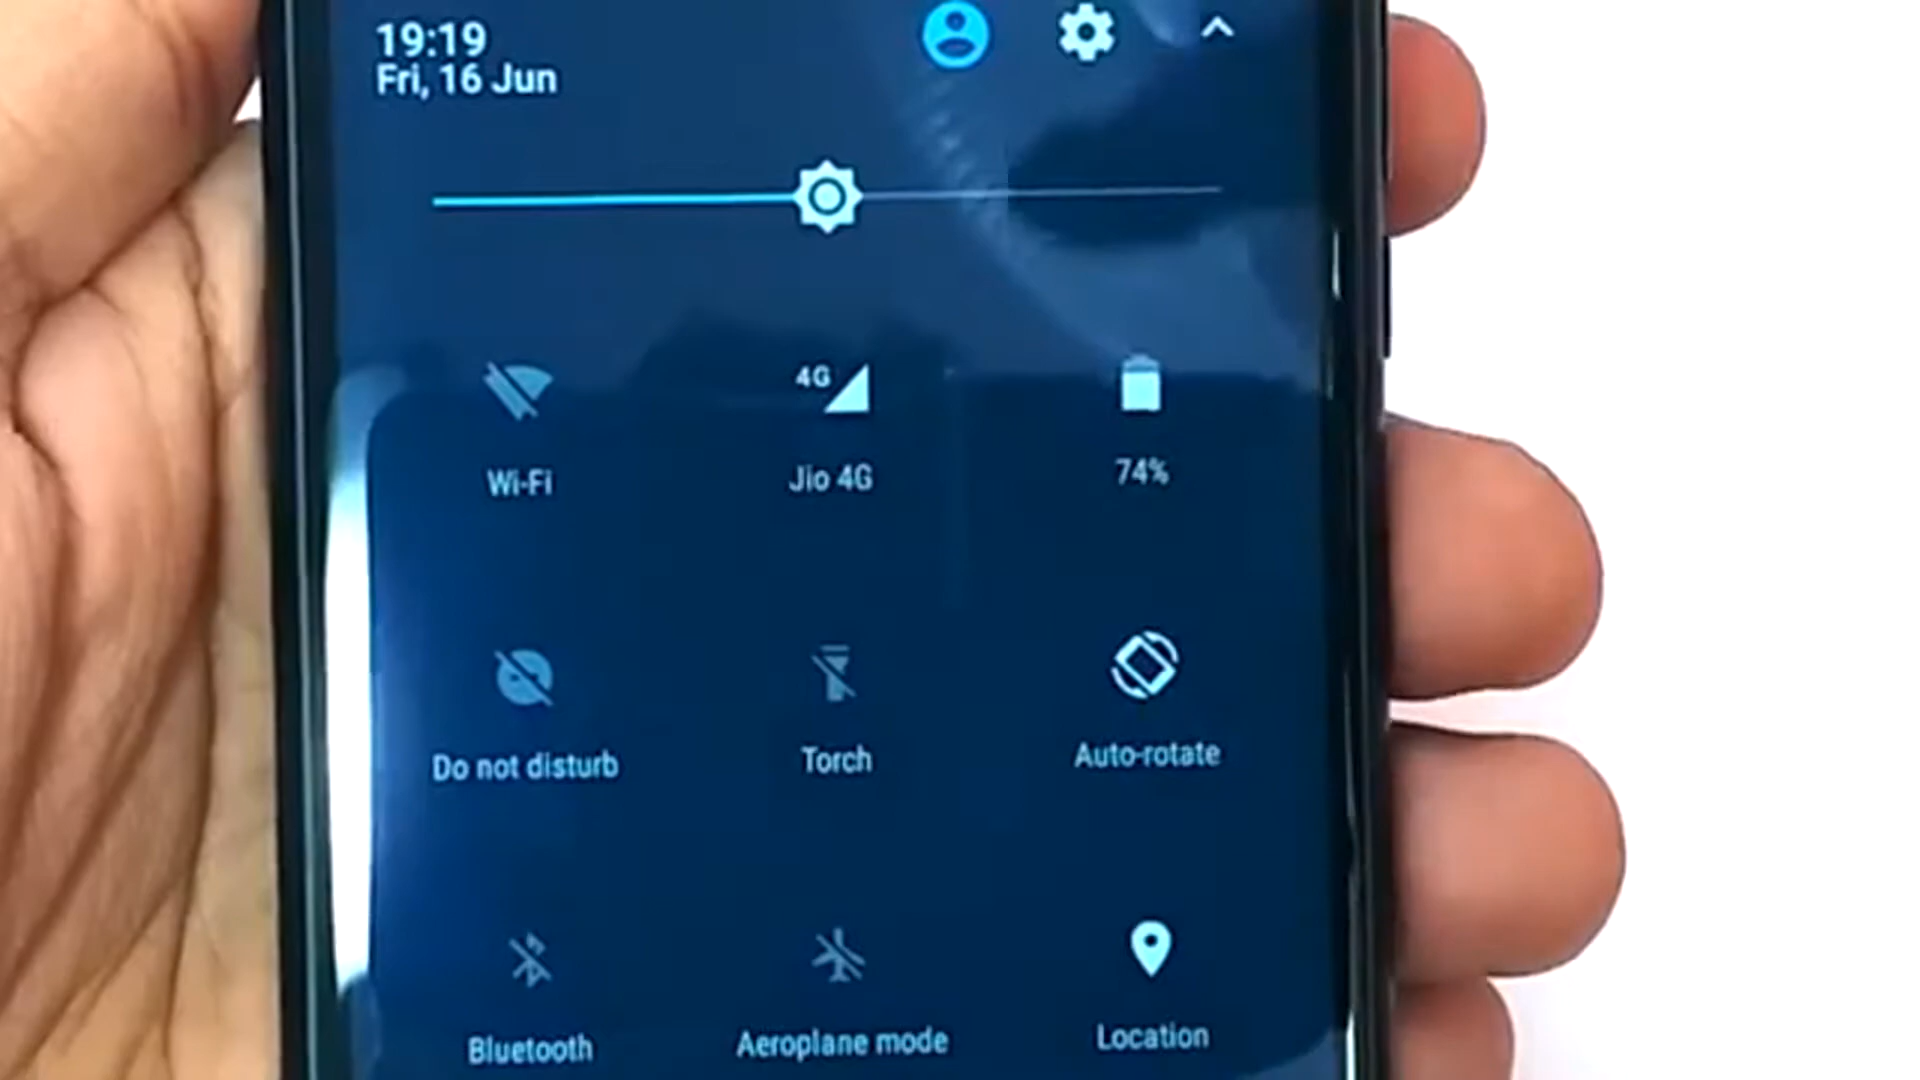 19:19
Fri, 16 Jun
4G
Wi-Fi
Jio 4G
74%
Do not disturb
Torch
Auto-rotate
Bluetooth
Aeroplane mode
Location